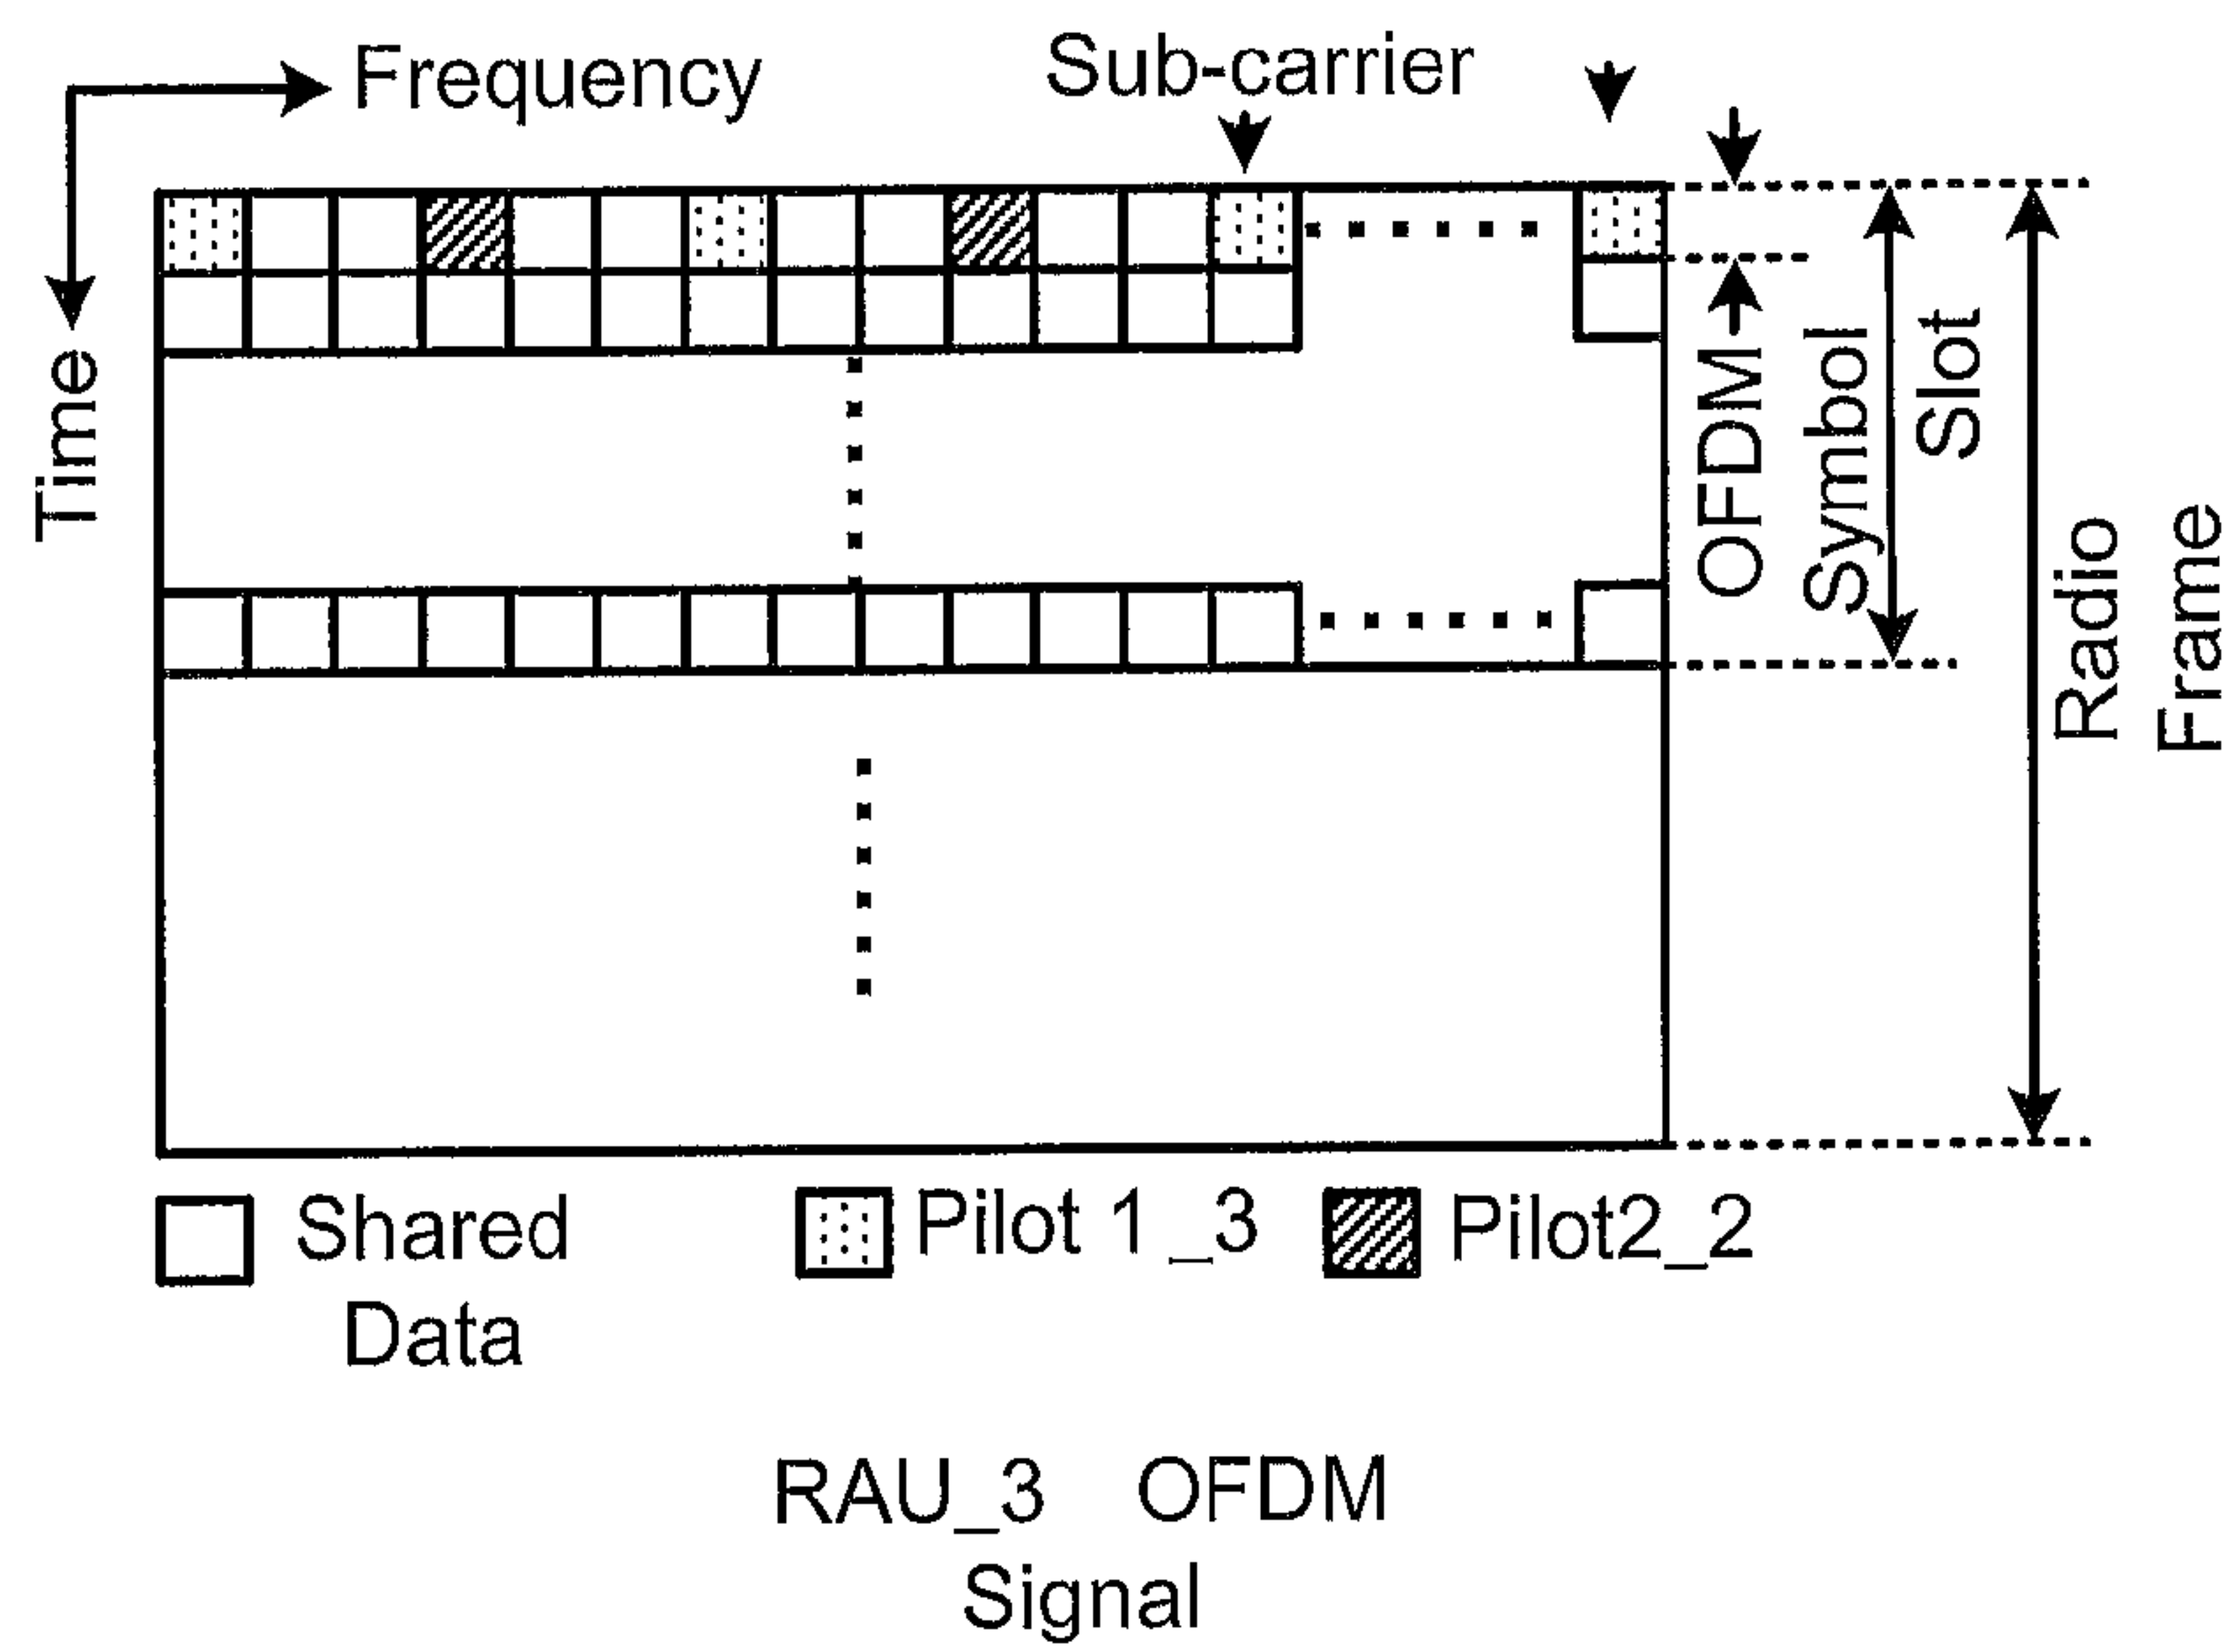 Frequency
Sub-carrier
Time
OFDM
Symbol
Slot
Radio
Frame
Shared
Data
Pilot 1_3
Pilot2_2
RAU_3 OFDM
Signal